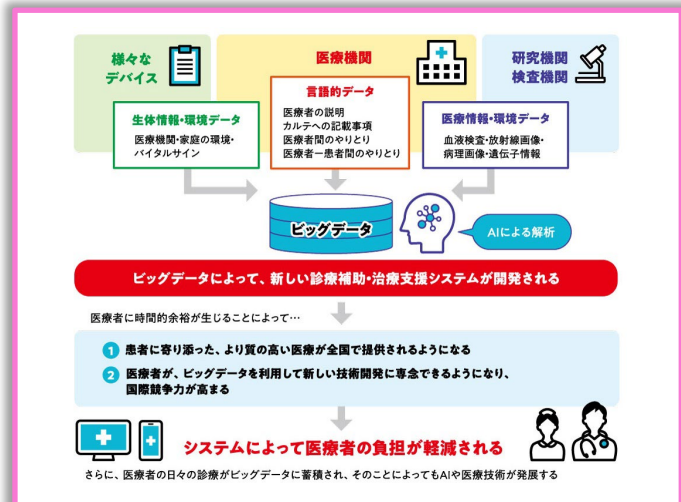 様々な
デバイス
医療機関
研究機関
検査機関
生体情報・環境データ
医療機関・家庭の環境・
バイタルサイン
言語的データ
医療者の説明
カルテへの記載事項
医療者間のやりとり
医療者ー患者間のやりとり
医療情報・環境データ
血液検査・放射線画像・
病理画像・遺伝子情報
ビッグデータ
AIによる解析
ビッグデータによって、新しい診療補助・治療支援システムが開発される
医療者に時間的余裕が生じることによって…
1 患者に寄り添った、より質の高い医療が全国で提供されるようになる
2 医療者が、ビッグデータを利用して新しい技術開発に専念できるようになり、
国際競争力が高まる
システムによって医療者の負担が軽減される
さらに、医療者の日々の診療がビッグデータに蓄積され、そのことによってもAIや医療技術が発展する